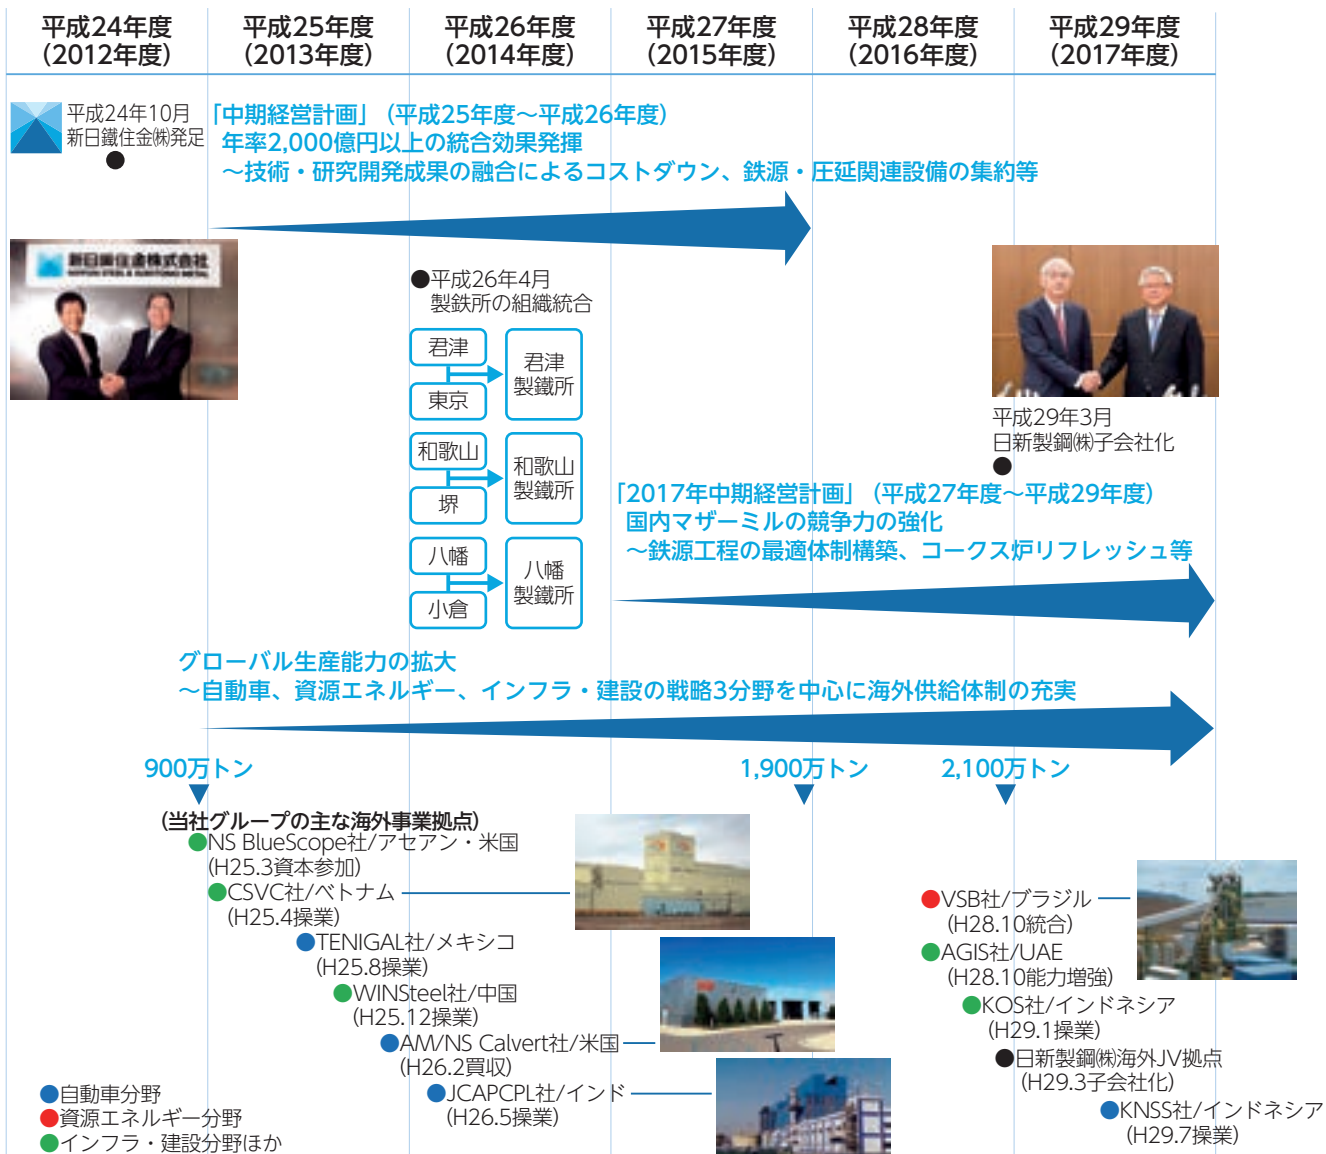 平成24年度
(2012年度)
平成25年度
(2013年度)
平成26年度
(2014年度)
平成27年度
(2015年度)
平成28年度
(2016年度)
平成29年度
(2017年度)
平成24年10月
新日鐵住金㈱発足
●
「中期経営計画」(平成25年度～平成26年度)
年率2,000億円以上の統合効果発揮
～技術・研究開発成果の融合によるコストダウン、鉄源・圧延関連設備の集約等
新日鐵住金株式会社
NIPPON STEEL & SUMITOMO METAL
●平成26年4月
製鉄所の組織統合
君津
東京
君津
製鐵所
和歌山
堺
和歌山
製鐵所
八幡
小倉
八幡
製鐵所
平成29年3月
日新製鋼㈱子会社化
●
「2017年中期経営計画」(平成27年度～平成29年度)
国内マザーミルの競争力の強化
～鉄源工程の最適体制構築、コークス炉リフレッシュ等
グローバル生産能力の拡大
～自動車、資源エネルギー、インフラ・建設の戦略3分野を中心に海外供給体制の充実
900万トン
1,900万トン
2,100万トン
(当社グループの主な海外事業拠点)
●NS BlueScope社/アセアン・米国
(H25.3資本参加)
●CSVC社/ベトナム
(H25.4操業)
●TENIGAL社/メキシコ
(H25.8操業)
●WINSteel社/中国
(H25.12操業)
●AM/NS Calvert社/米国
(H26.2買収)
●JCAPCPL社/インド
(H26.5操業)
●VSB社/ブラジル
(H28.10統合)
●AGIS社/UAE
(H28.10能力増強)
●KOS社/インドネシア
(H29.1操業)
●日新製鋼㈱海外JV拠点
(H29.3子会社化)
●KNSS社/インドネシア
(H29.7操業)
●自動車分野
●資源エネルギー分野
●インフラ・建設分野ほか